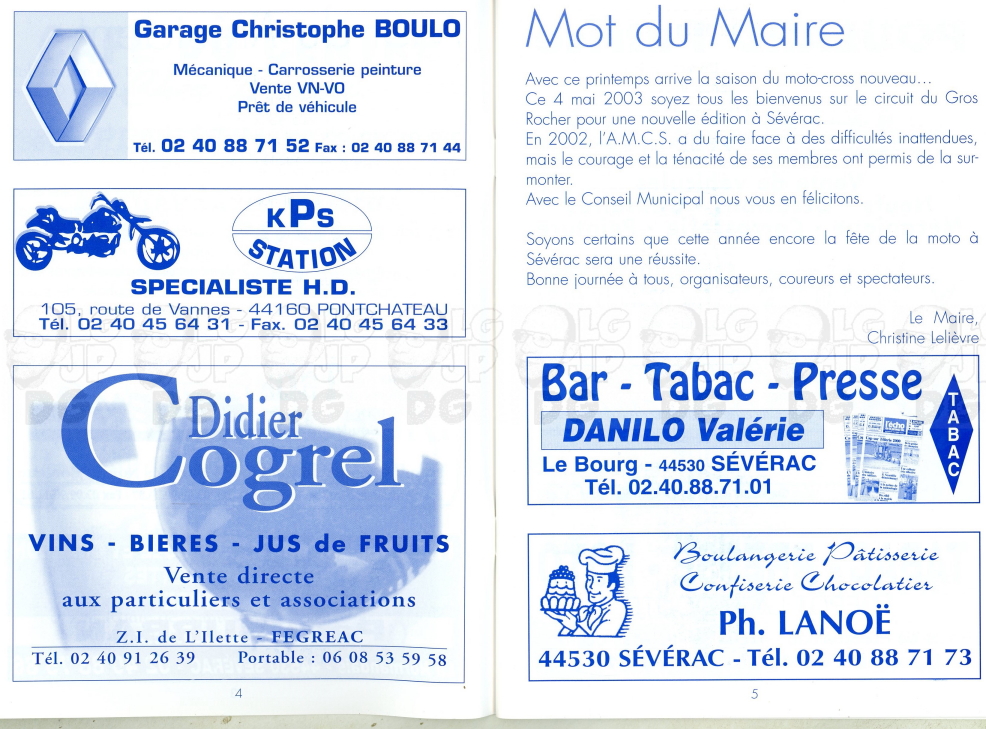 Garage Christophe BOULO
Mécanique - Carrosserie peinture
Vente VN-VO
Prêt de véhicule
Tél. 02 40 88 71 52 Fax : 02 40 88 71 44
KPS
STATION
SPECIALISTE H.D.
105, route de Vannes - 44160 PONTCHATEAU
Tél. 02 40 45 64 31 - Fax. 02 40 45 64 33
Didier
Cogrel
VINS - BIERES - JUS de FRUITS
Vente directe
aux particuliers et associations
Z.I. de L'Ilette - FEGREAC
Tél. 02 40 91 26 39 Portable : 06 08 53 59 58
4
Mot du Maire
Avec ce printemps arrive la saison du moto-cross nouveau...
Ce 4 mai 2003 soyez tous les bienvenus sur le circuit du Gros
Rocher pour une nouvelle édition à Sévérac.
En 2002, l'A.M.C.S. a du faire face à des difficultés inattendues,
mais le courage et la ténacité de ses membres ont permis de la sur-
monter.
Avec le Conseil Municipal nous vous en félicitons.
Soyons certains que cette année encore la fête de la moto à
Sévérac sera une réussite.
Bonne journée à tous, organisateurs, coureurs et spectateurs.
Le Maire,
Christine Lelièvre
Bar - Tabac - Presse
DANILO Valérie
Le Bourg - 44530 SÉVÉRAC
Tél. 02.40.88.71.01
TABAC
l'écho
Boulangerie Pâtisserie
Confiserie Chocolatier
Ph. LANOË
44530 SÉVÉRAC - Tél. 02 40 88 71 73
5
LG
JP
DG